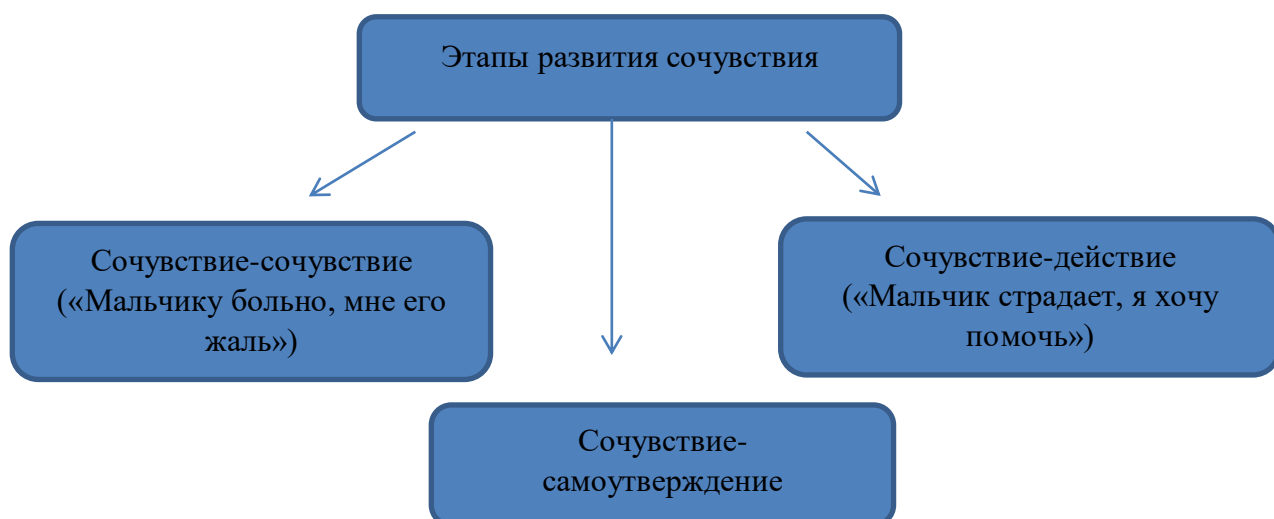 Этапы развития сочувствия
Сочувствие-сочувствие
(«Мальчику больно, мне его
жаль»)
Сочувствие-действие
(«Мальчик страдает, я хочу
помочь»)
Сочувствие-
самоутверждение